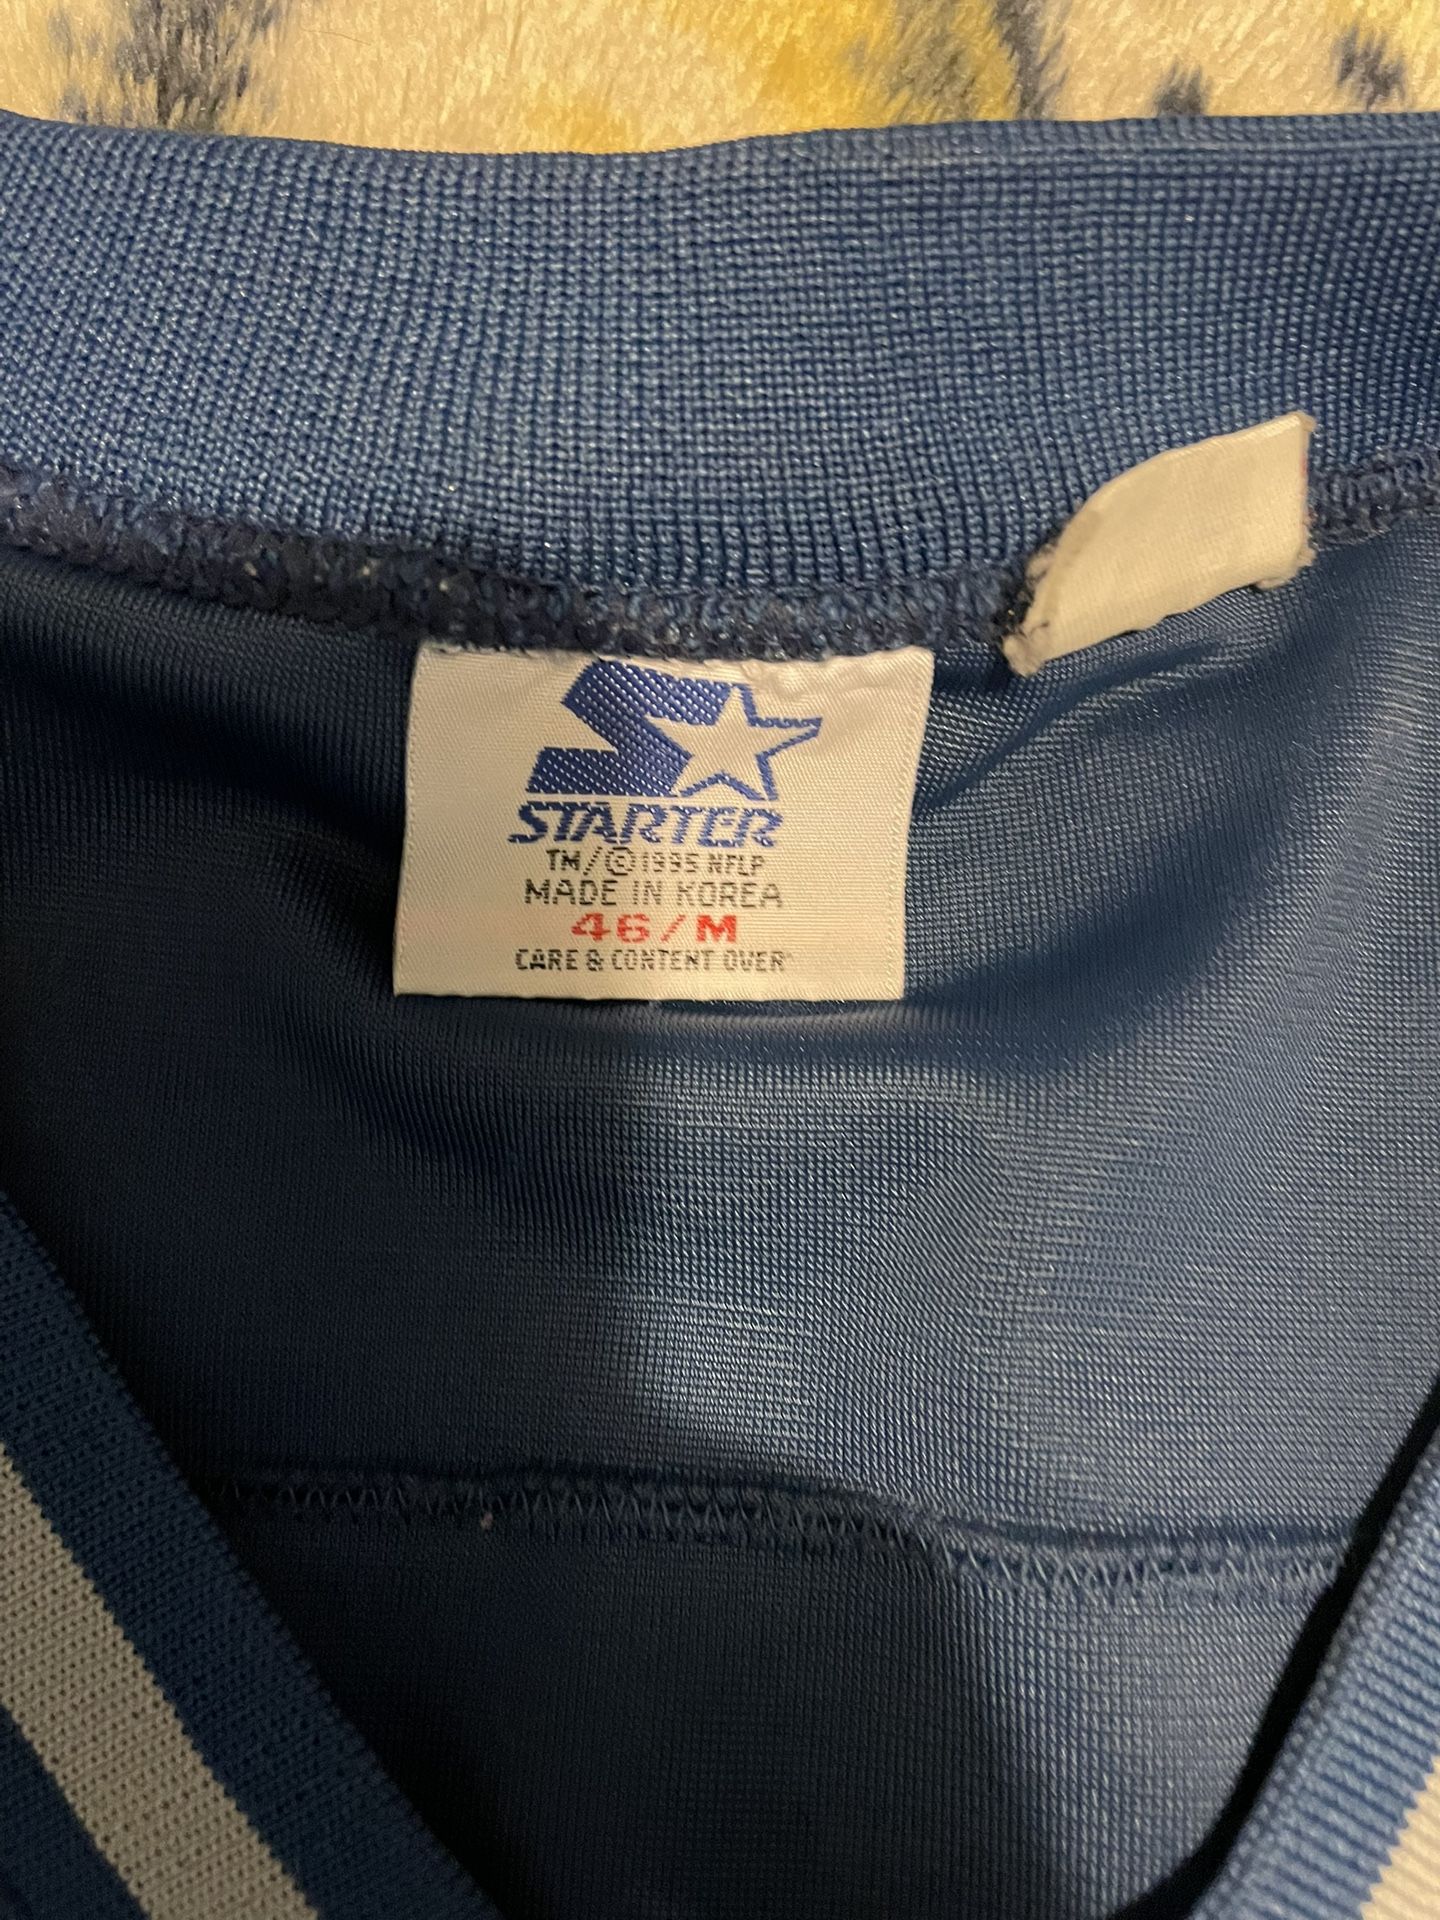 STARTER
TM/©1995 NFLP
MADE IN KOREA
46/M
CARE & CONTENT OVER